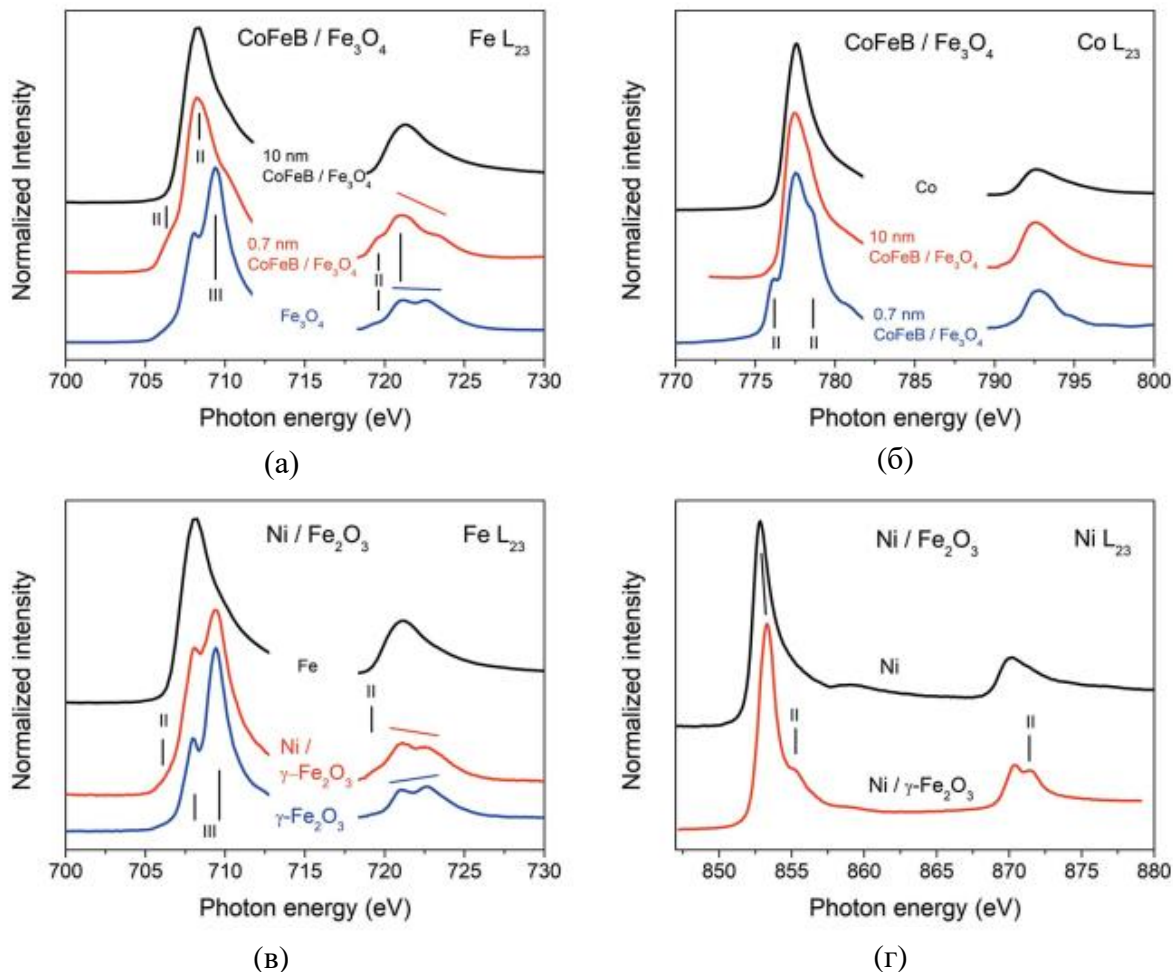 CoFeB / Fe₃O₄
Fe L₂₃
Normalized Intensity
II
10 nm
CoFeB / Fe₃O₄
II
0.7 nm
CoFeB / Fe₃O₄
III
II
Fe₃O₄
700 705 710 715 720 725 730
Photon energy (eV)
(а)
CoFeB / Fe₃O₄
Co L₂₃
Normalized intensity
Co
10 nm
CoFeB / Fe₃O₄
0.7 nm
CoFeB / Fe₃O₄
II II
770 775 780 785 790 795 800
Photon energy (eV)
(б)
Ni / Fe₂O₃
Fe L₂₃
Normalized intensity
Fe
II
II
Ni /
γ–Fe₂O₃
III
γ-Fe₂O₃
700 705 710 715 720 725 730
Photon energy (eV)
(в)
Ni / Fe₂O₃
Ni L₂₃
Normalized intensity
Ni
II
II
Ni / γ-Fe₂O₃
850 855 860 865 870 875 880
Photon energy (eV)
(г)